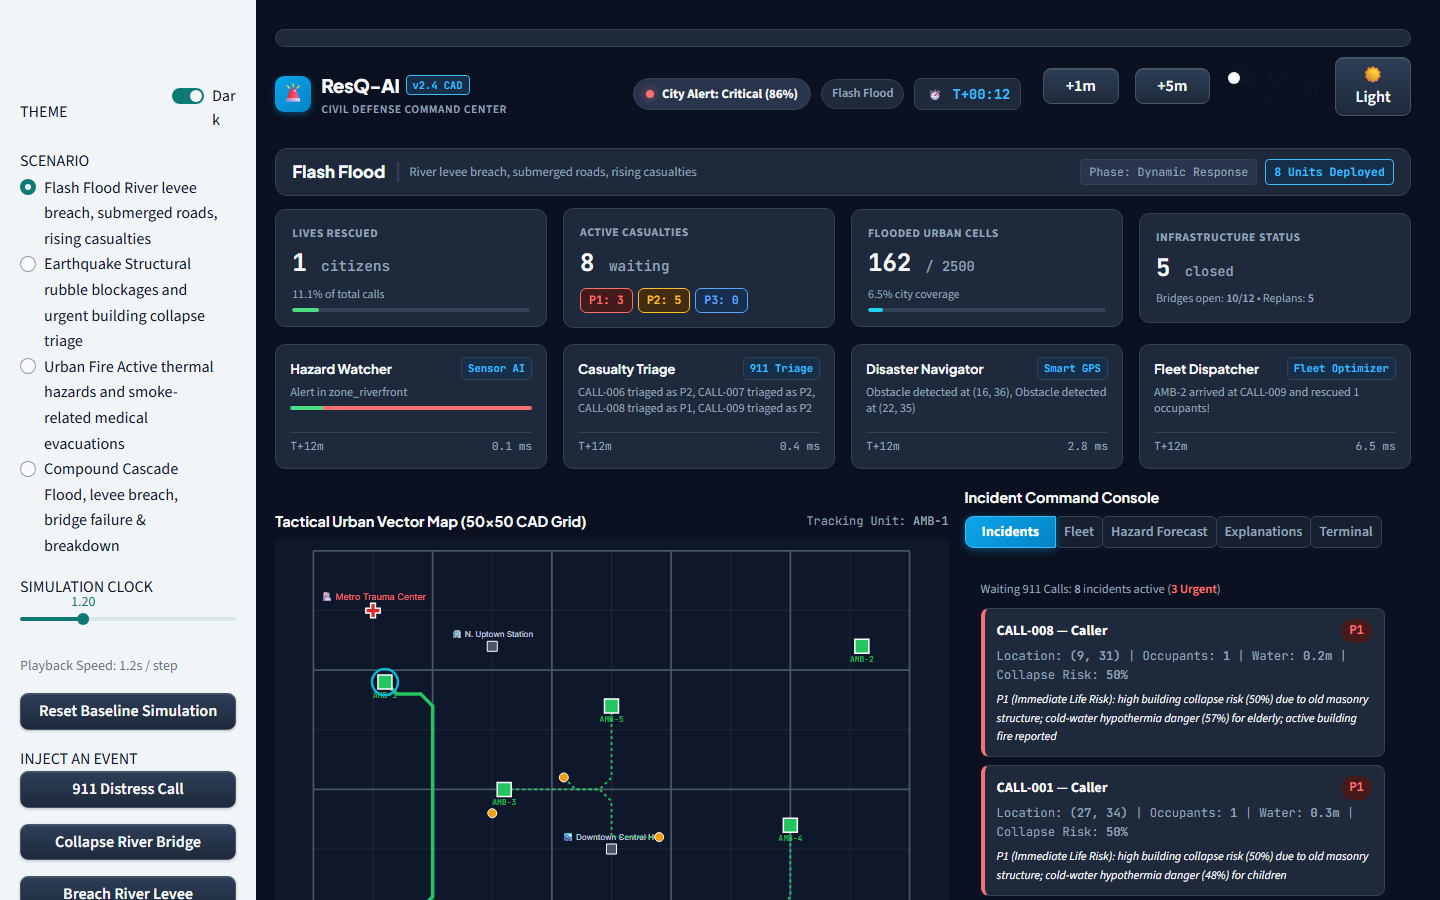 THEME
Dar
k
SCENARIO
Flash Flood River levee
breach, submerged roads,
rising casualties
Earthquake Structural
rubble blockages and
urgent building collapse
triage
Urban Fire Active thermal
hazards and smoke-
related medical
evacuations
Compound Cascade
Flood, levee breach,
bridge failure &
breakdown
SIMULATION CLOCK
1.20
Playback Speed: 1.2s / step
Reset Baseline Simulation
INJECT AN EVENT
911 Distress Call
Collapse River Bridge
Breach River Levee
ResQ-AI v2.4 CAD
CIVIL DEFENSE COMMAND CENTER
City Alert: Critical (86%)
Flash Flood
T+00:12
+1m
+5m
Light
Flash Flood River levee breach, submerged roads, rising casualties
Phase: Dynamic Response
8 Units Deployed
LIVES RESCUED
1 citizens
11.1% of total calls
ACTIVE CASUALTIES
8 waiting
P1: 3 P2: 5 P3: 0
FLOODED URBAN CELLS
162 / 2500
6.5% city coverage
INFRASTRUCTURE STATUS
5 closed
Bridges open: 10/12 • Replans: 5
Hazard Watcher Sensor AI
Alert in zone_riverfront
T+12m 0.1 ms
Casualty Triage 911 Triage
CALL-006 triaged as P2, CALL-007 triaged as P2,
CALL-008 triaged as P1, CALL-009 triaged as P2
T+12m 0.4 ms
Disaster Navigator Smart GPS
Obstacle detected at (16, 36), Obstacle detected
at (22, 35)
T+12m 2.8 ms
Fleet Dispatcher Fleet Optimizer
AMB-2 arrived at CALL-009 and rescued 1
occupants!
T+12m 6.5 ms
Tactical Urban Vector Map (50×50 CAD Grid)
Tracking Unit: AMB-1
Metro Trauma Center
N. Uptown Station
AMB-2
AMB-5
AMB-3
Downtown Central
AMB-4
Incident Command Console
Incidents Fleet Hazard Forecast Explanations Terminal
Waiting 911 Calls: 8 incidents active (3 Urgent)
CALL-008 — Caller P1
Location: (9, 31) | Occupants: 1 | Water: 0.2m |
Collapse Risk: 50%
P1 (Immediate Life Risk): high building collapse risk (50%) due to old masonry
structure; cold-water hypothermia danger (57%) for elderly; active building
fire reported
CALL-001 — Caller P1
Location: (27, 34) | Occupants: 1 | Water: 0.3m |
Collapse Risk: 50%
P1 (Immediate Life Risk): high building collapse risk (50%) due to old masonry
structure; cold-water hypothermia danger (48%) for children